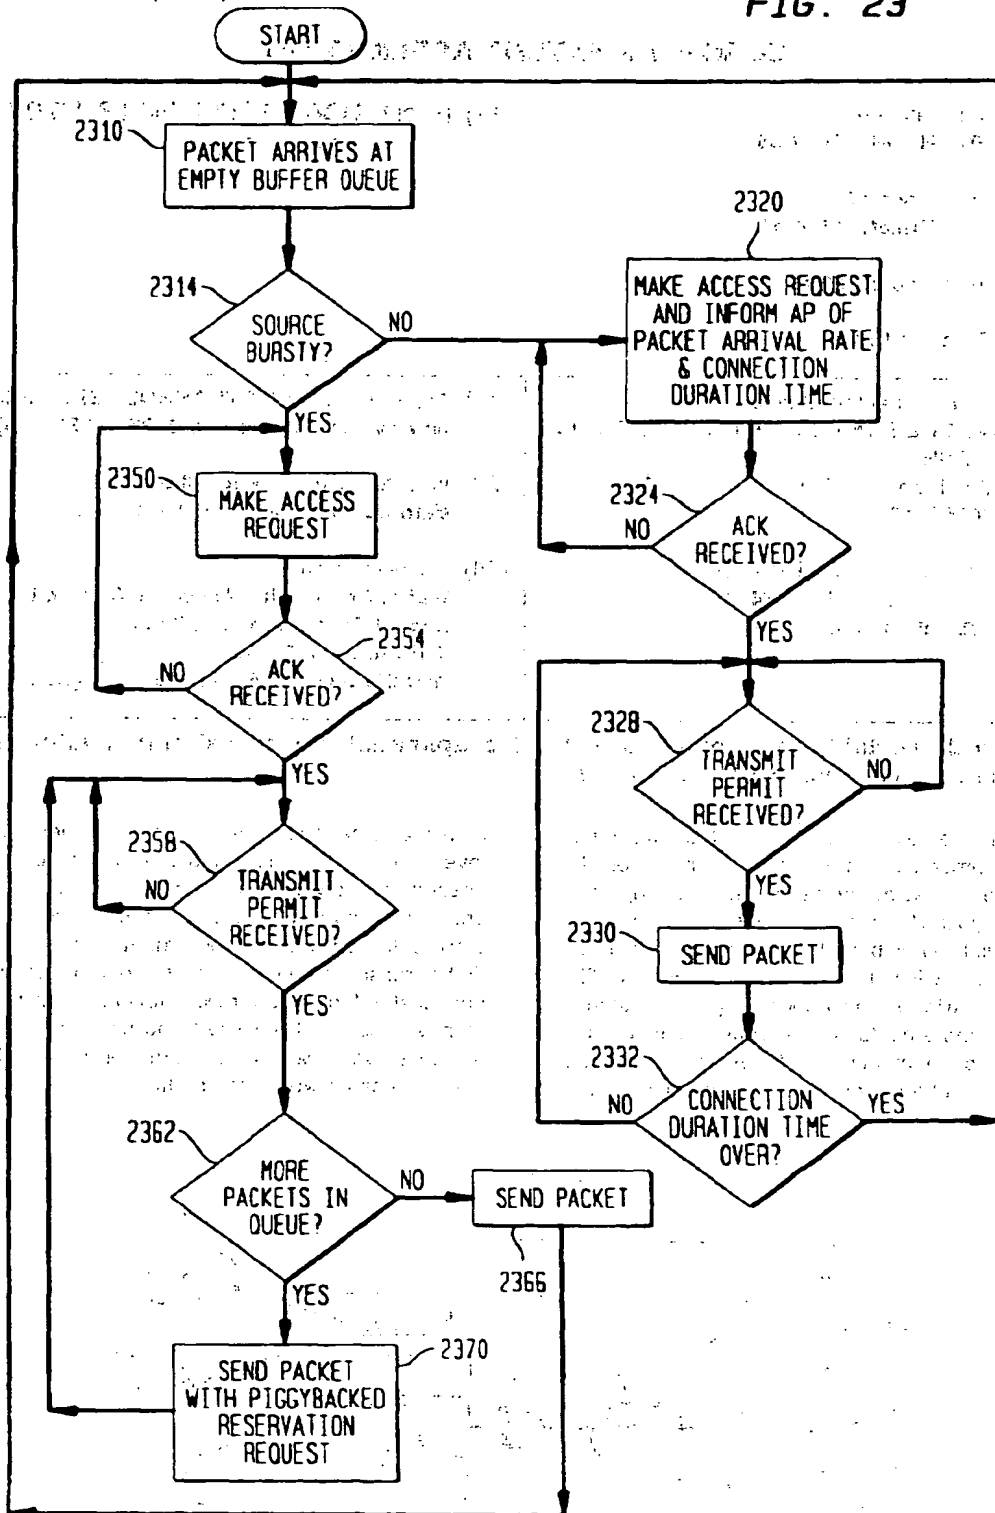 FIG. 23
START
2310
PACKET ARRIVES AT
EMPTY BUFFER QUEUE
2314
SOURCE
BURSTY?
NO
YES
2320
MAKE ACCESS REQUEST
AND INFORM AP OF
PACKET ARRIVAL RATE
& CONNECTION
DURATION TIME
2324
ACK
RECEIVED?
NO
YES
2328
TRANSMIT
PERMIT
RECEIVED?
NO
YES
2330
SEND PACKET
2332
CONNECTION
DURATION TIME
OVER?
NO
YES
2350
MAKE ACCESS
REQUEST
2354
ACK
RECEIVED?
NO
YES
2358
TRANSMIT
PERMIT
RECEIVED?
NO
YES
2362
MORE
PACKETS IN
QUEUE?
NO
SEND PACKET
2366
YES
2370
SEND PACKET
WITH PIGGYBACKED
RESERVATION
REQUEST